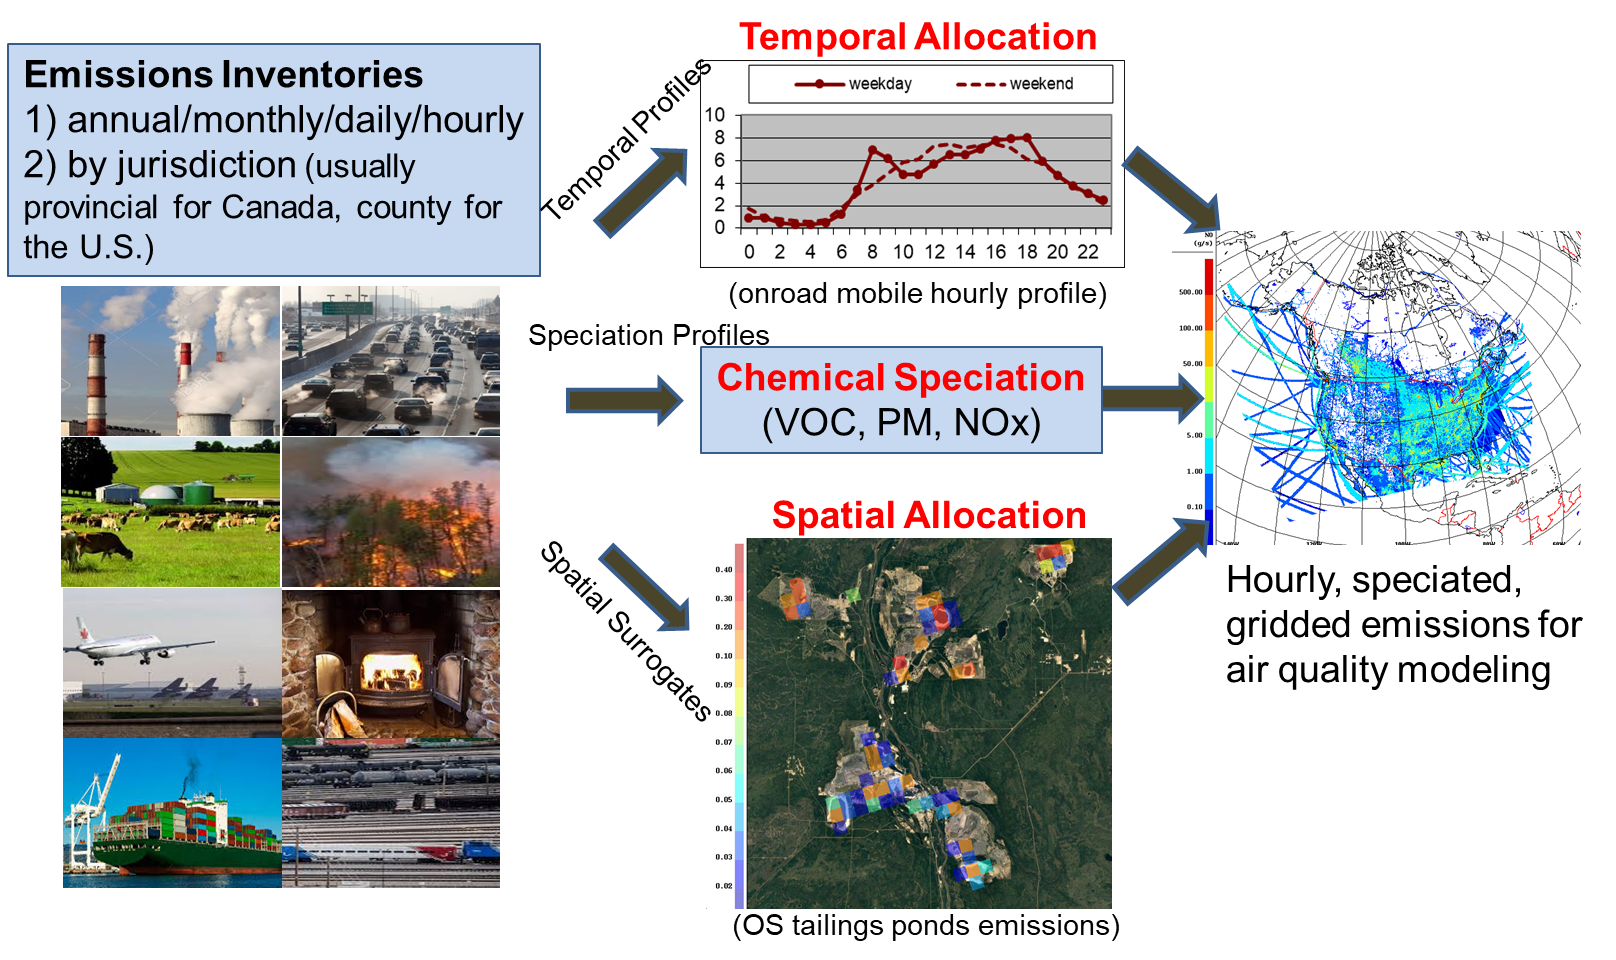 Emissions Inventories
1) annual/monthly/daily/hourly
2) by jurisdiction (usually
provincial for Canada, county for
the U.S.)
Temporal Profiles
Temporal Allocation
weekday
weekend
10
8
6
4
2
0
0 2 4 6 8 10 12 14 16 18 20 22
(onroad mobile hourly profile)
Speciation Profiles
Chemical Speciation
(VOC, PM, NOx)
Spatial Surrogates
Spatial Allocation
0.40
0.30
0.20
0.10
0.09
0.08
0.07
0.06
0.05
0.04
0.03
0.02
(OS tailings ponds emissions)
NO
(g/s)
500.00
100.00
50.00
5.00
1.00
0.10
Hourly, speciated,
gridded emissions for
air quality modeling